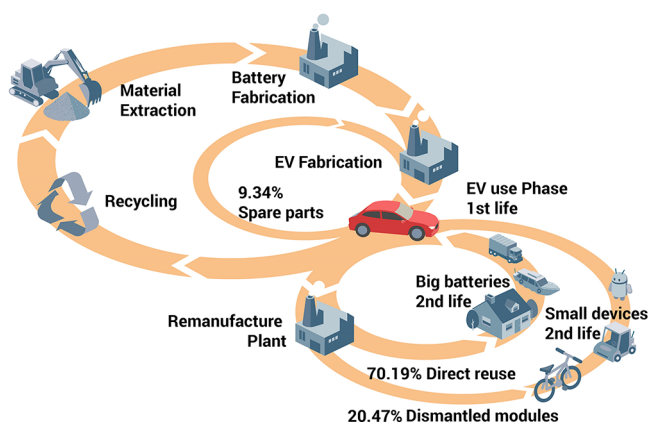 Material
Extraction
Battery
Fabrication
EV Fabrication
9.34%
Spare parts
Recycling
EV use Phase
1st life
Big batteries
2nd life
Small devices
2nd life
Remanufacture
Plant
70.19% Direct reuse
20.47% Dismantled modules